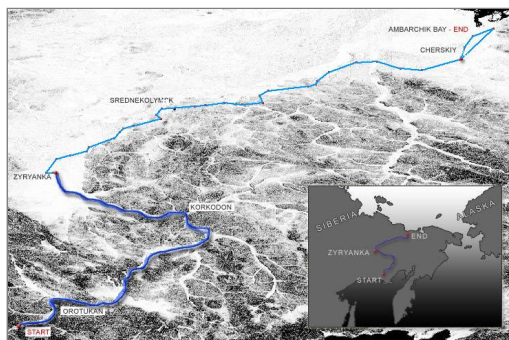 AMBARCHIK BAY - END
CHERSKIY
SREDNEKOLYMSK
ZYRYANKA
KORKODON
OROTUKAN
START
SIBERIA
ALASKA
END
ZYRYANKA
START